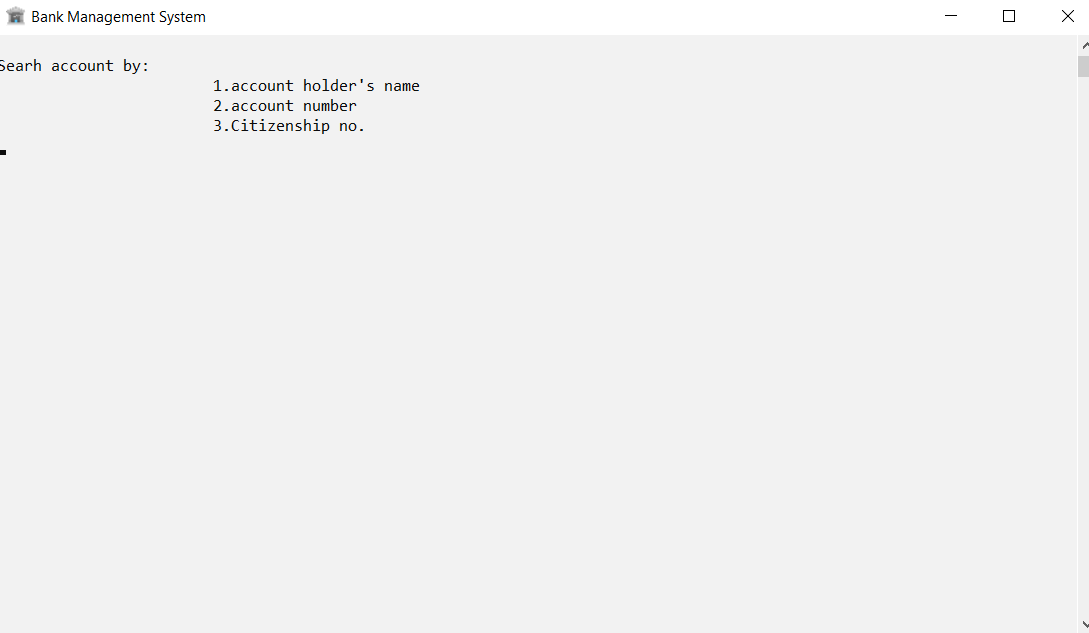 Bank Management System
Searh account by:
1.account holder's name
2.account number
3.Citizenship no.